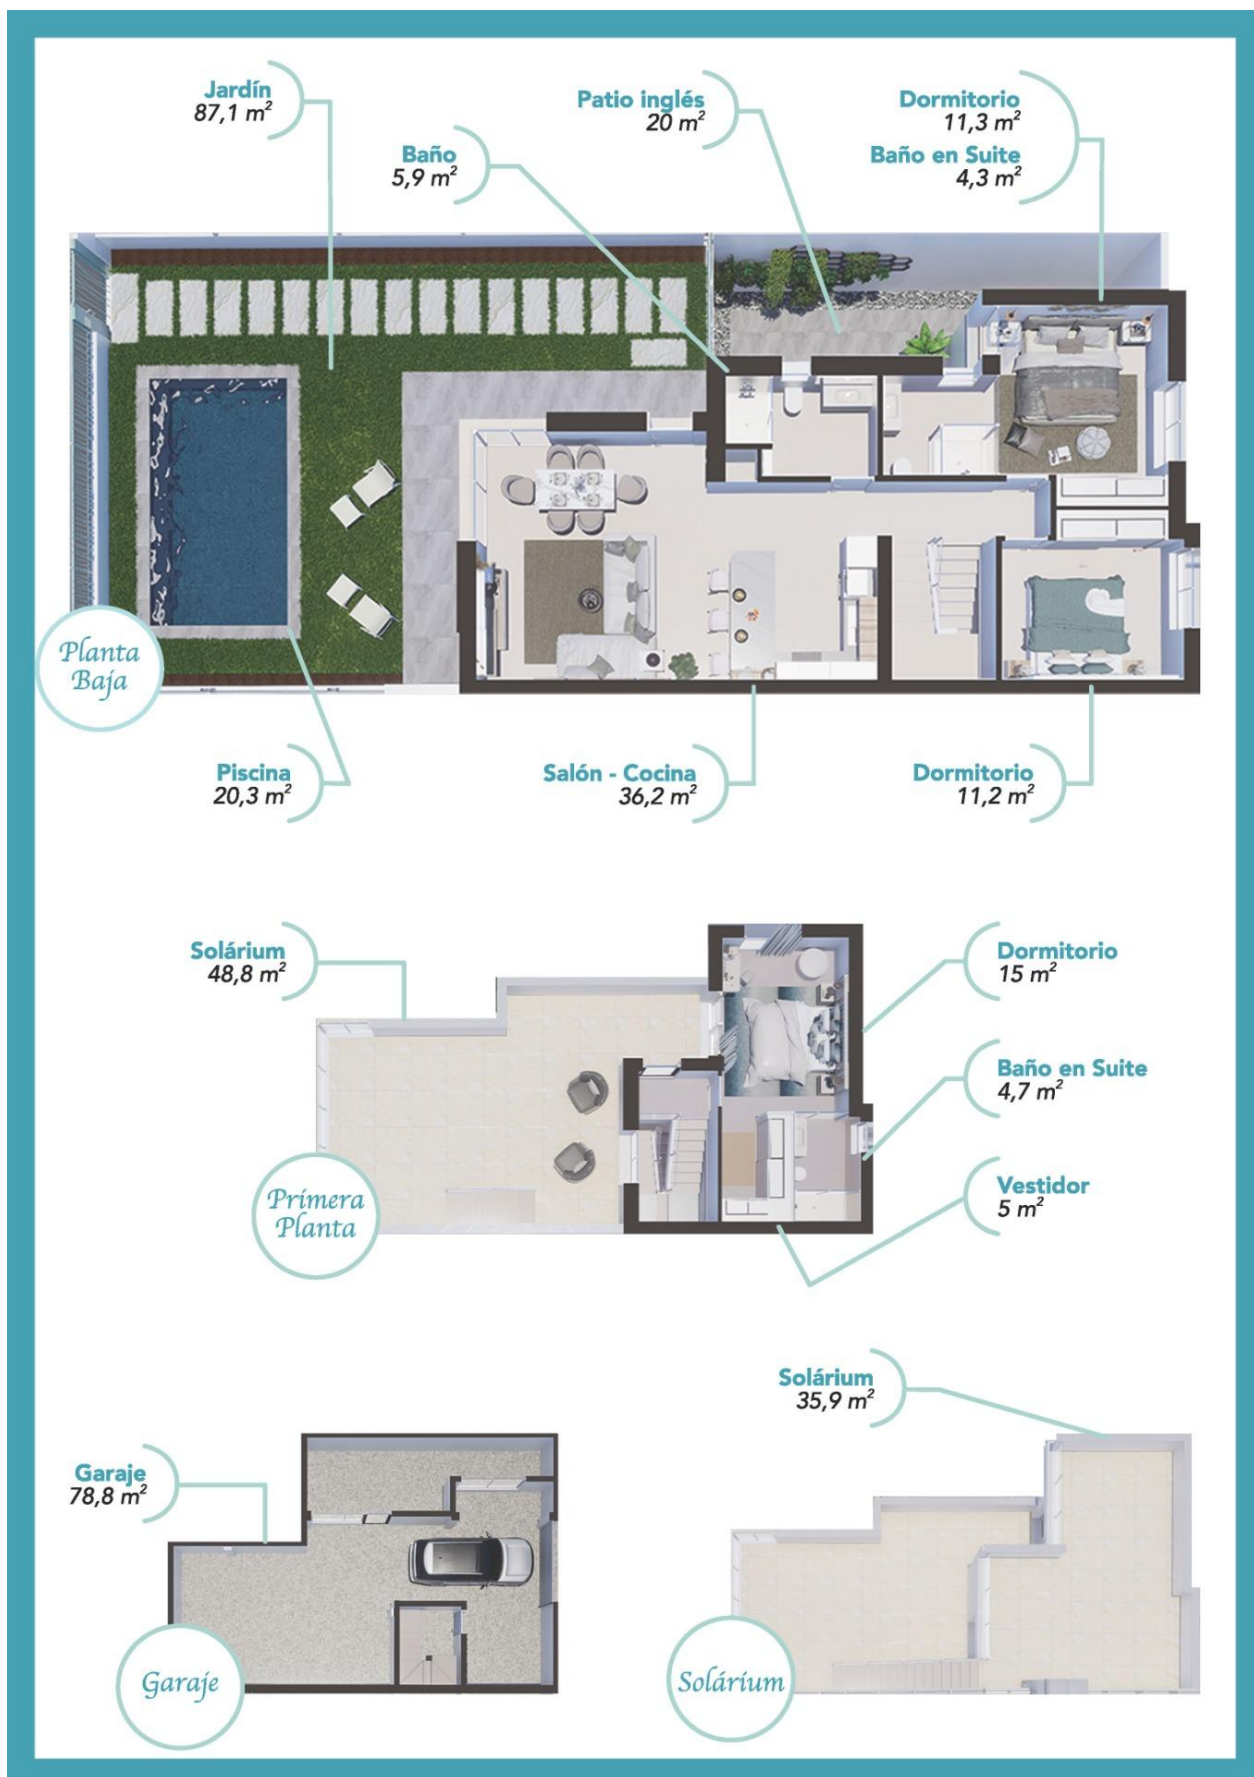 Jardín
87,1 m²
Patio inglés
20 m²
Dormitorio
11,3 m²
Baño en Suite
4,3 m²
Baño
5,9 m²
Planta
Baja
Piscina
20,3 m²
Salón - Cocina
36,2 m²
Dormitorio
11,2 m²
Solárium
48,8 m²
Dormitorio
15 m²
Baño en Suite
4,7 m²
Vestidor
5 m²
Primera
Planta
Solárium
35,9 m²
Garaje
78,8 m²
Garaje
Solárium